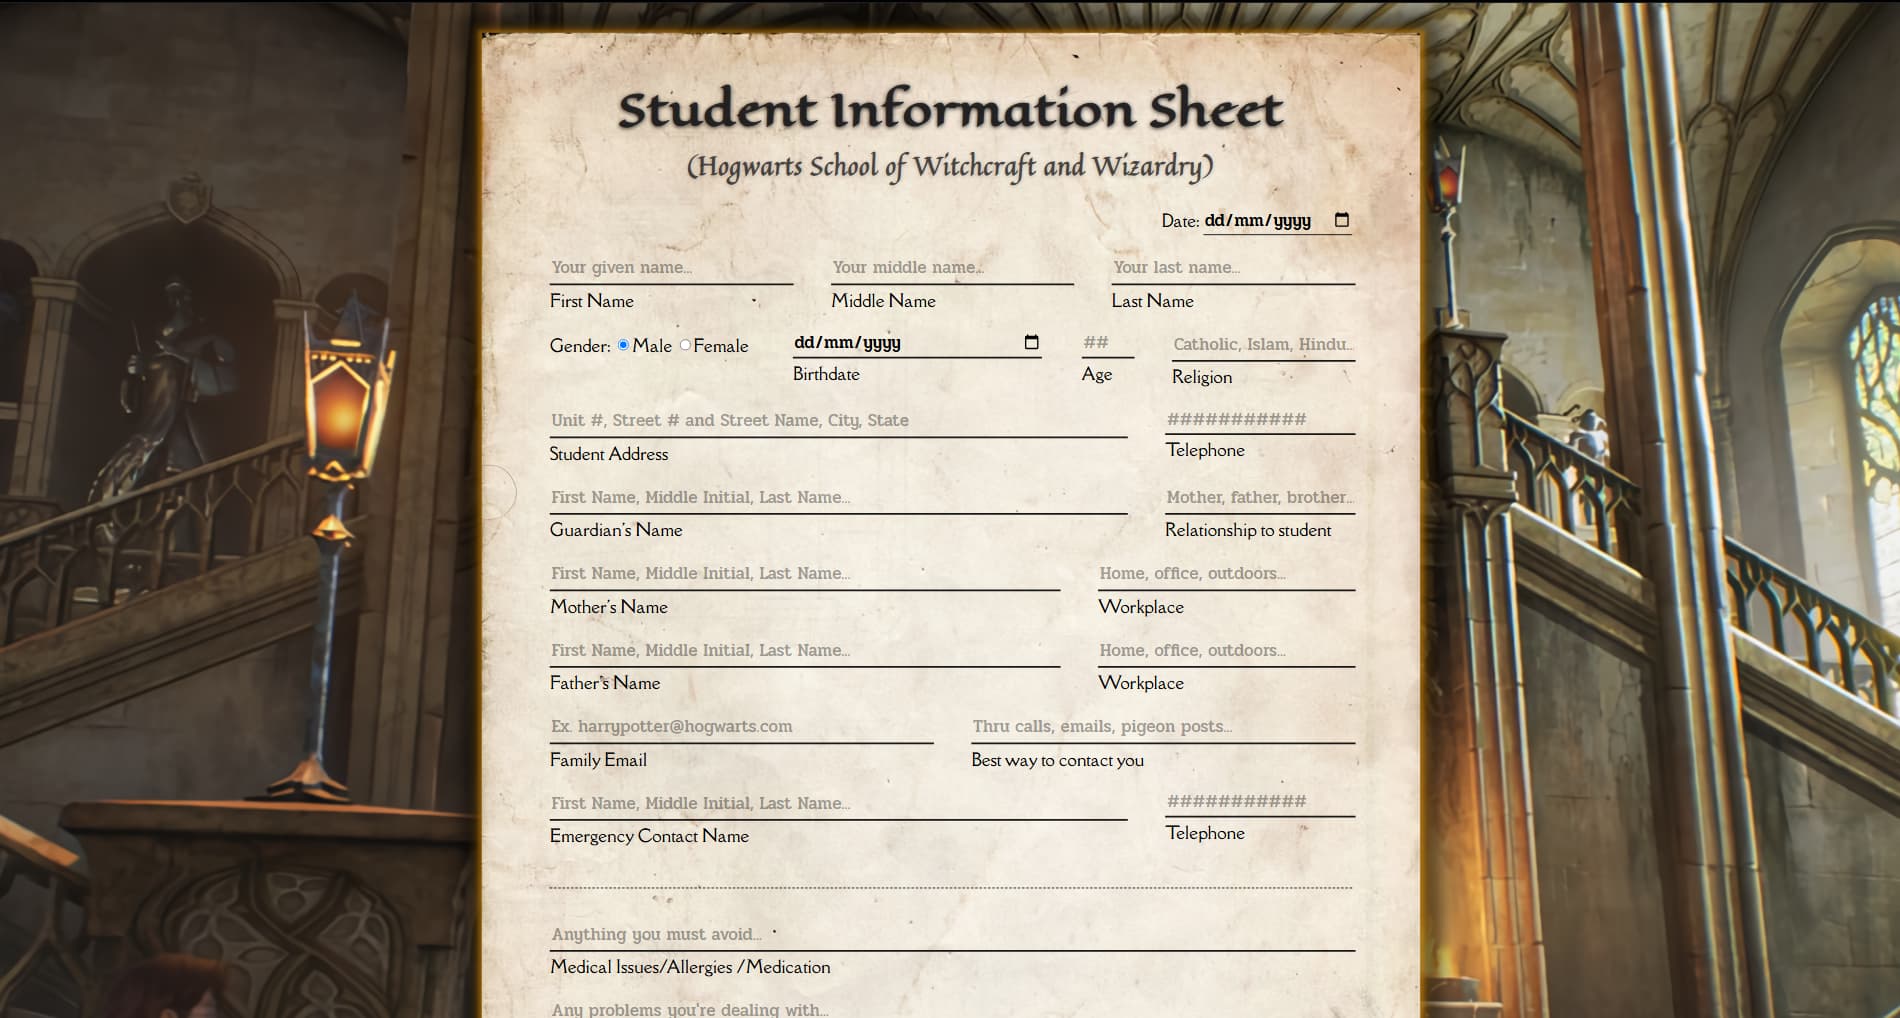 Student Information Sheet
(Hogwarts School of Witchcraft and Wizardry)
Date: dd/mm/yyyy
Your given name... Your middle name... Your last name...
First Name Middle Name Last Name
Gender: Male Female dd/mm/yyyy ## Catholic, Islam, Hindu...
Birthdate Age Religion
Unit #, Street # and Street Name, City, State ###########
Student Address Telephone
First Name, Middle Initial, Last Name... Mother, father, brother...
Guardian's Name Relationship to student
First Name, Middle Initial, Last Name... Home, office, outdoors...
Mother's Name Workplace
First Name, Middle Initial, Last Name... Home, office, outdoors...
Father's Name Workplace
Ex. harrypotter@hogwarts.com Thru calls, emails, pigeon posts...
Family Email Best way to contact you
First Name, Middle Initial, Last Name... ###########
Emergency Contact Name Telephone
Anything you must avoid...
Medical Issues/Allergies /Medication
Any problems you're dealing with...